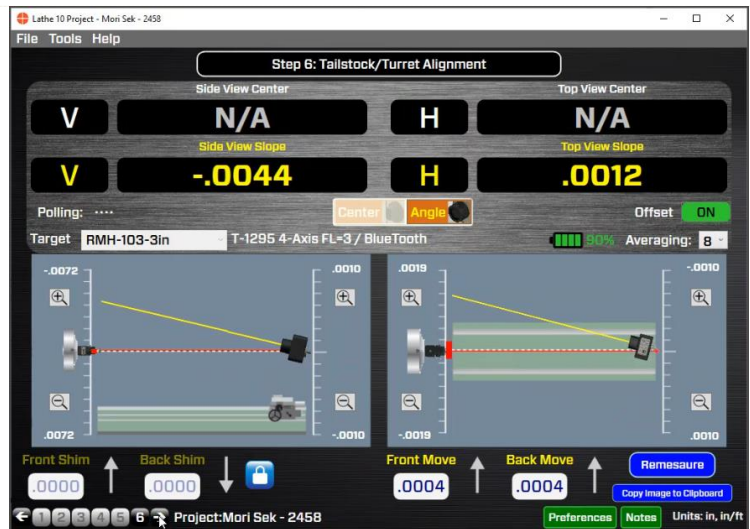 Lathe 10 Project - Mori Sek - 2458
File Tools Help
Step 6: Tailstock/Turret Alignment
Side View Center Top View Center
V N/A H N/A
Side View Slope Top View Slope
V -.0044 H .0012
Polling: .... Center Angle Offset ON
Target RMH-103-3in T-1295 4-Axis FL=3 / BlueTooth 90% Averaging: 8
-.0072 .0010 .0019 -.0010
.0072 -.0010 -.0019 .0010
Front Shim Back Shim Front Move Back Move Remesaure
.0000 .0000 .0004 .0004 Copy Image to Clipboard
1 2 3 4 5 6 Project:Mori Sek - 2458 Preferences Notes Units: in, in/ft